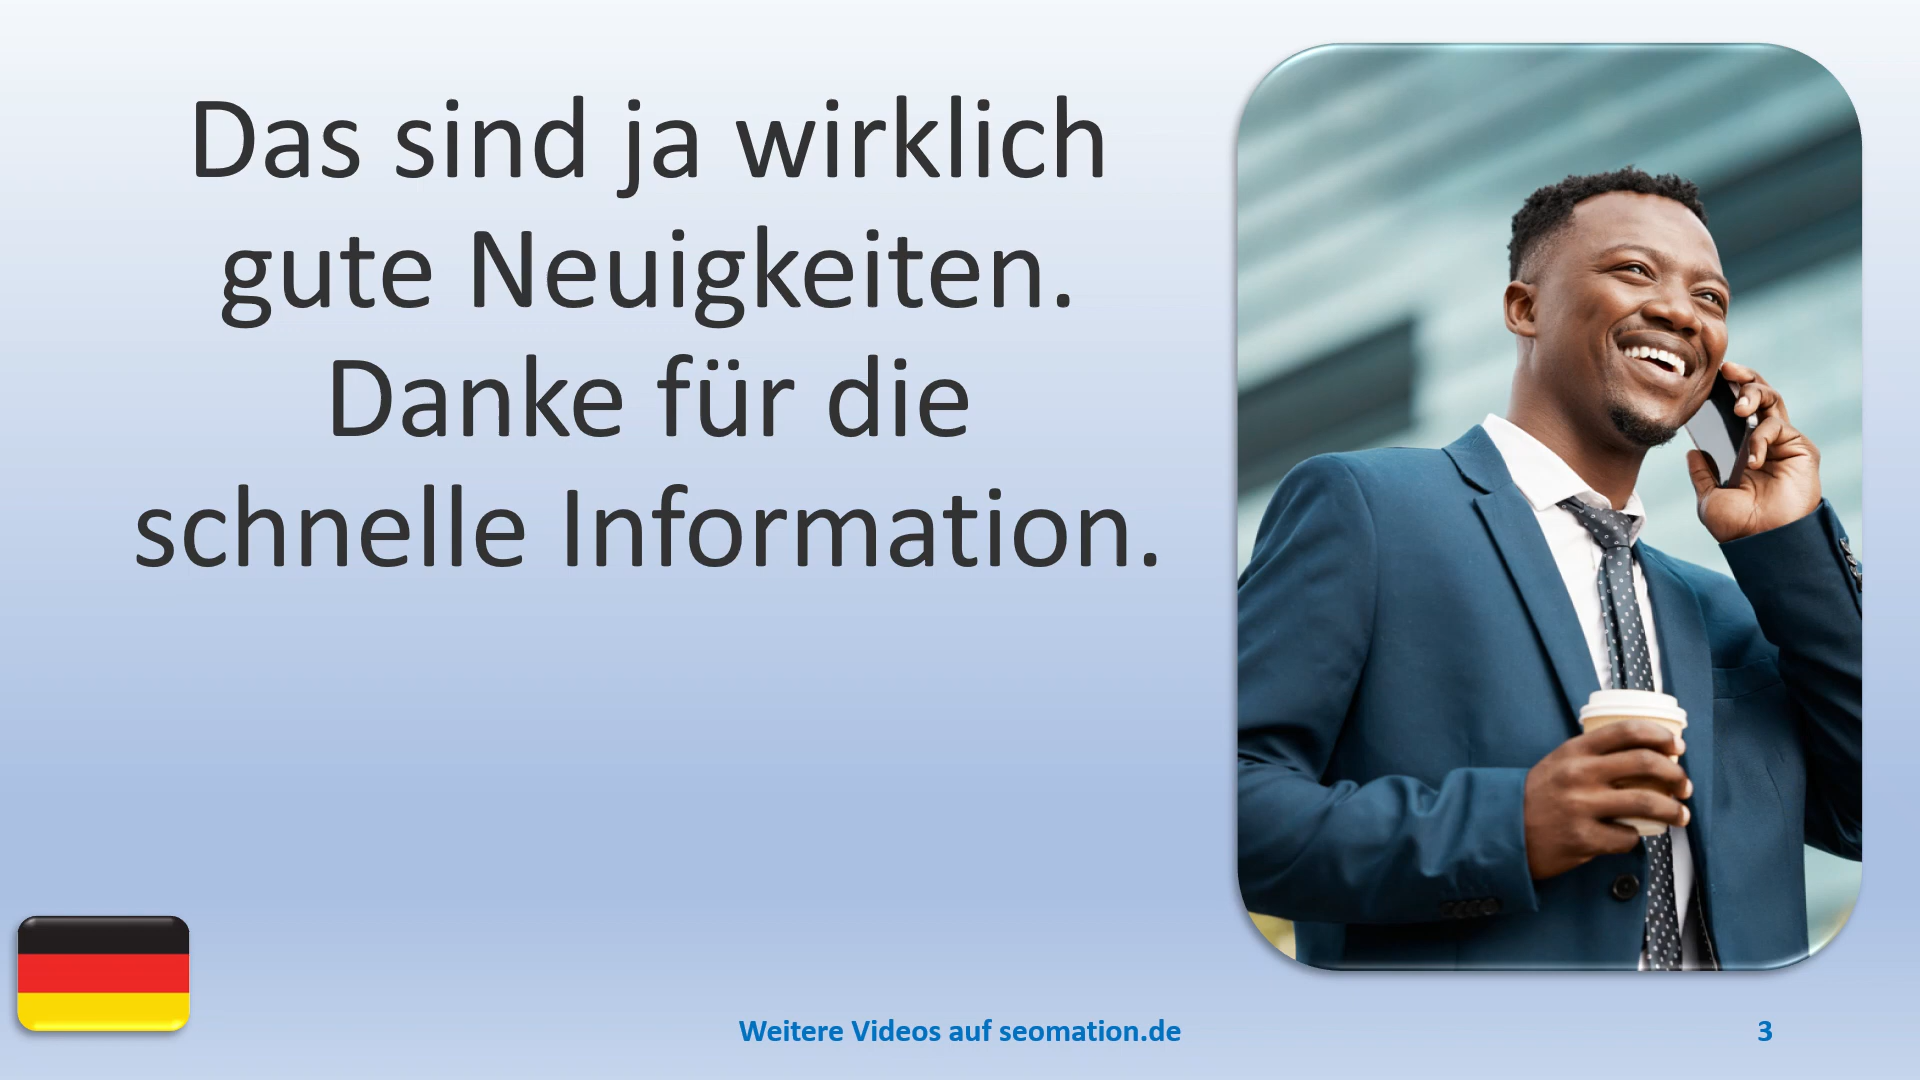 Das sind ja wirklich
gute Neuigkeiten.
Danke für die
schnelle Information.
Weitere Videos auf seomation.de
3